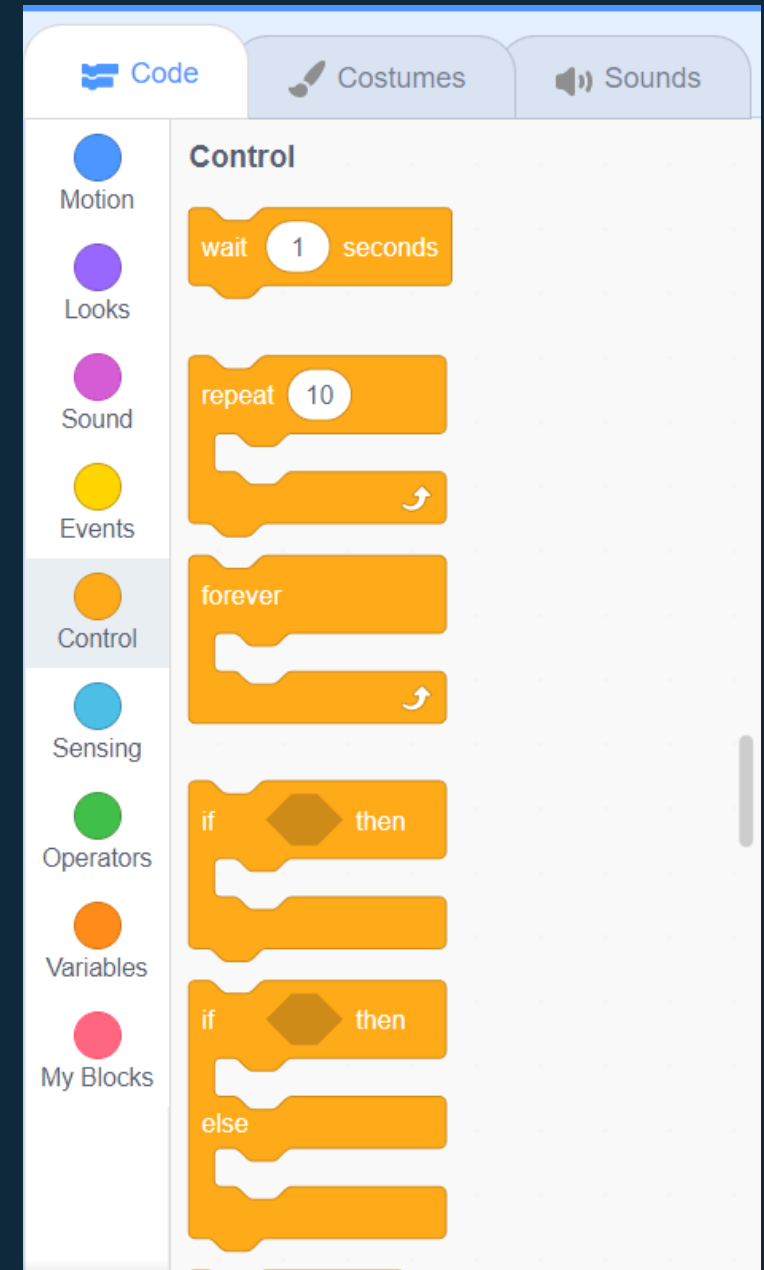 Code Costumes Sounds
Motion
Looks
Sound
Events
Control
Sensing
Operators
Variables
My Blocks
Control
wait 1 seconds
repeat 10
forever
if then
if then
else